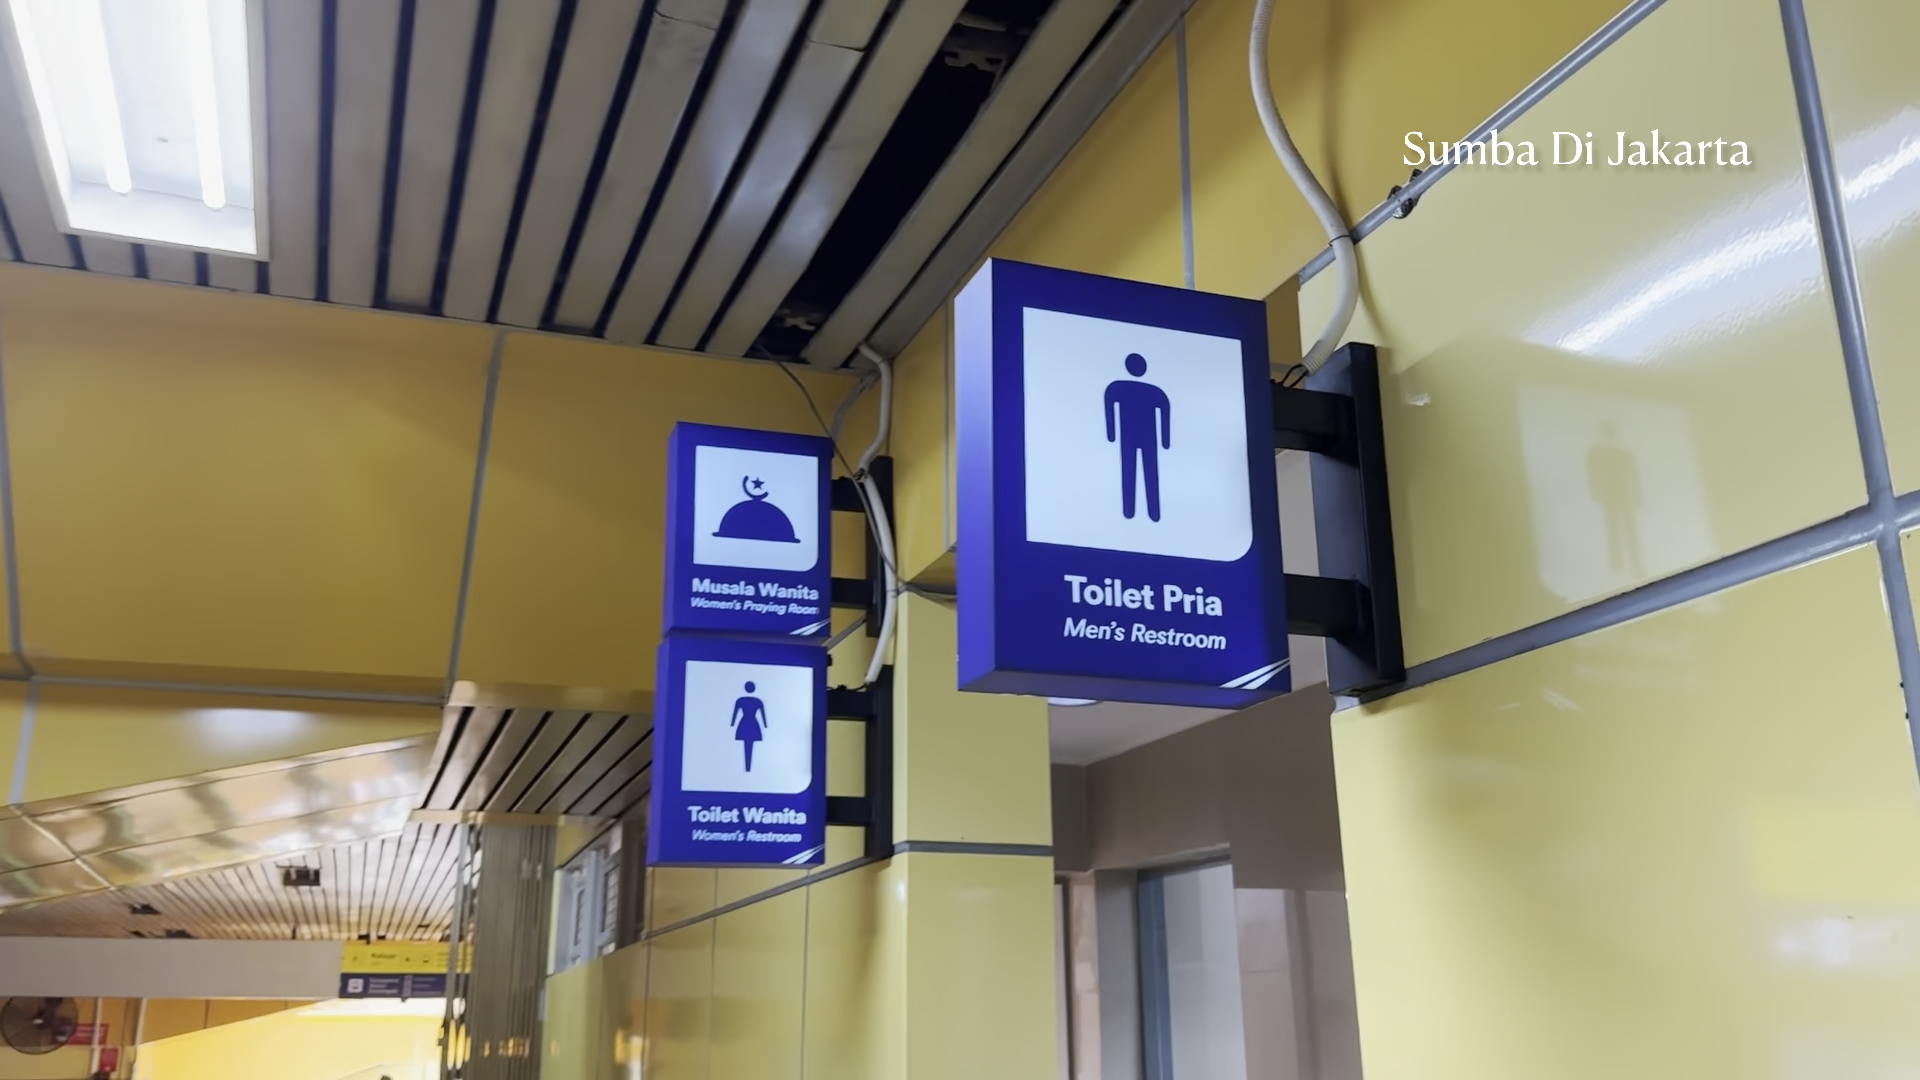 Sumba Di Jakarta
Musala Wanita
Women's Praying Room
Toilet Wanita
Women's Restroom
Toilet Pria
Men's Restroom